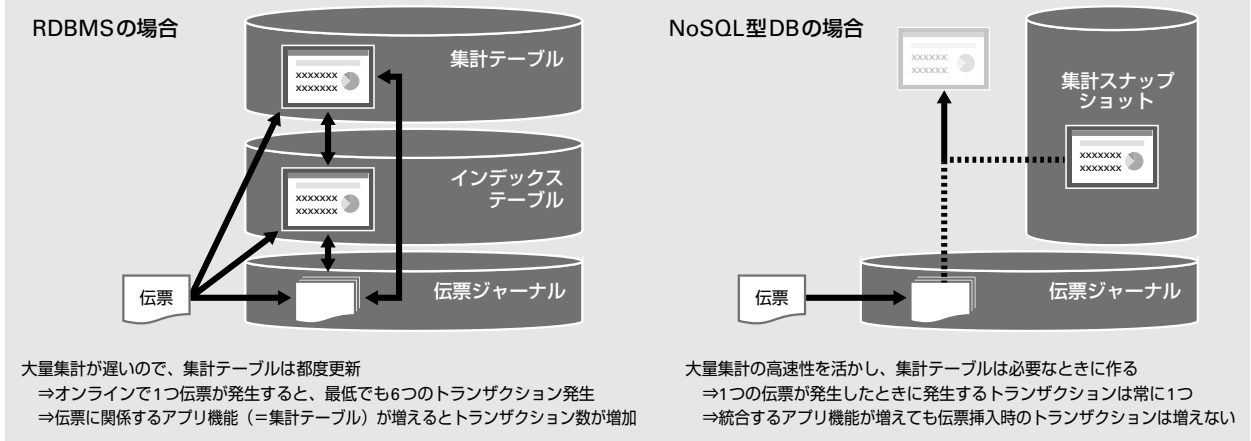 RDBMSの場合
集計テーブル
xxxxxxx
xxxxxxx
インデックス
テーブル
xxxxxxx
xxxxxxx
伝票
伝票ジャーナル
大量集計が遅いので、集計テーブルは都度更新
⇒オンラインで1つ伝票が発生すると、最低でも6つのトランザクション発生
⇒伝票に関係するアプリ機能（＝集計テーブル）が増えるとトランザクション数が増加
NoSQL型DBの場合
xxxxxxx
xxxxxxx
集計スナップ
ショット
xxxxxxx
xxxxxxx
伝票
伝票ジャーナル
大量集計の高速性を活かし、集計テーブルは必要なときに作る
⇒1つの伝票が発生したときに発生するトランザクションは常に1つ
⇒統合するアプリ機能が増えても伝票挿入時のトランザクションは増えない